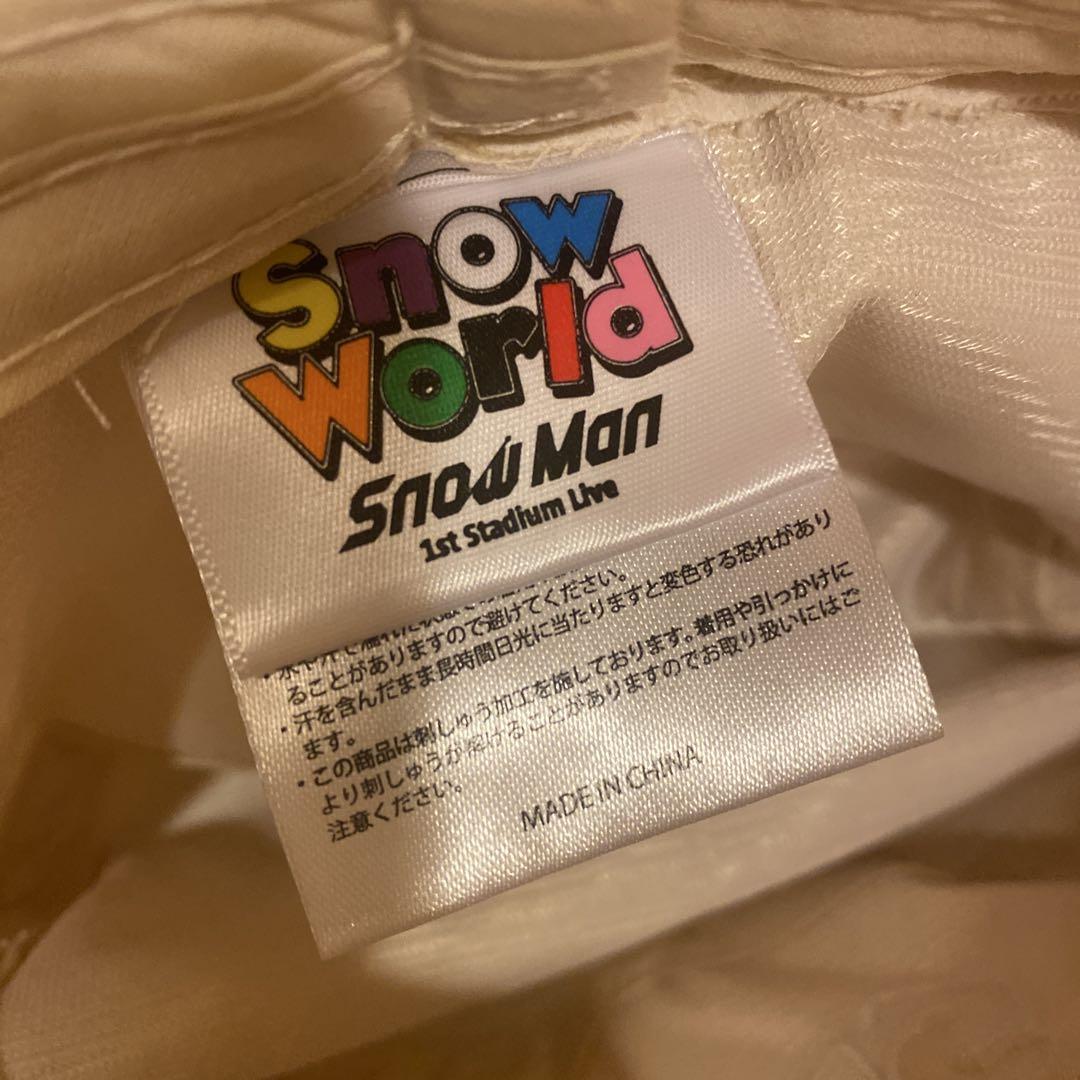 Snow
World
Snow Man
1st Stadium Live
ることがありますので避けてください。
・汗を含んだまま長時間日光に当たりますと変色する恐れがあり
ます。
・この商品は刺しゅう加工を施しております。着用や引っかけに
より刺しゅうが裂けることがありますのでお取り扱いにはご
注意ください。
MADE IN CHINA